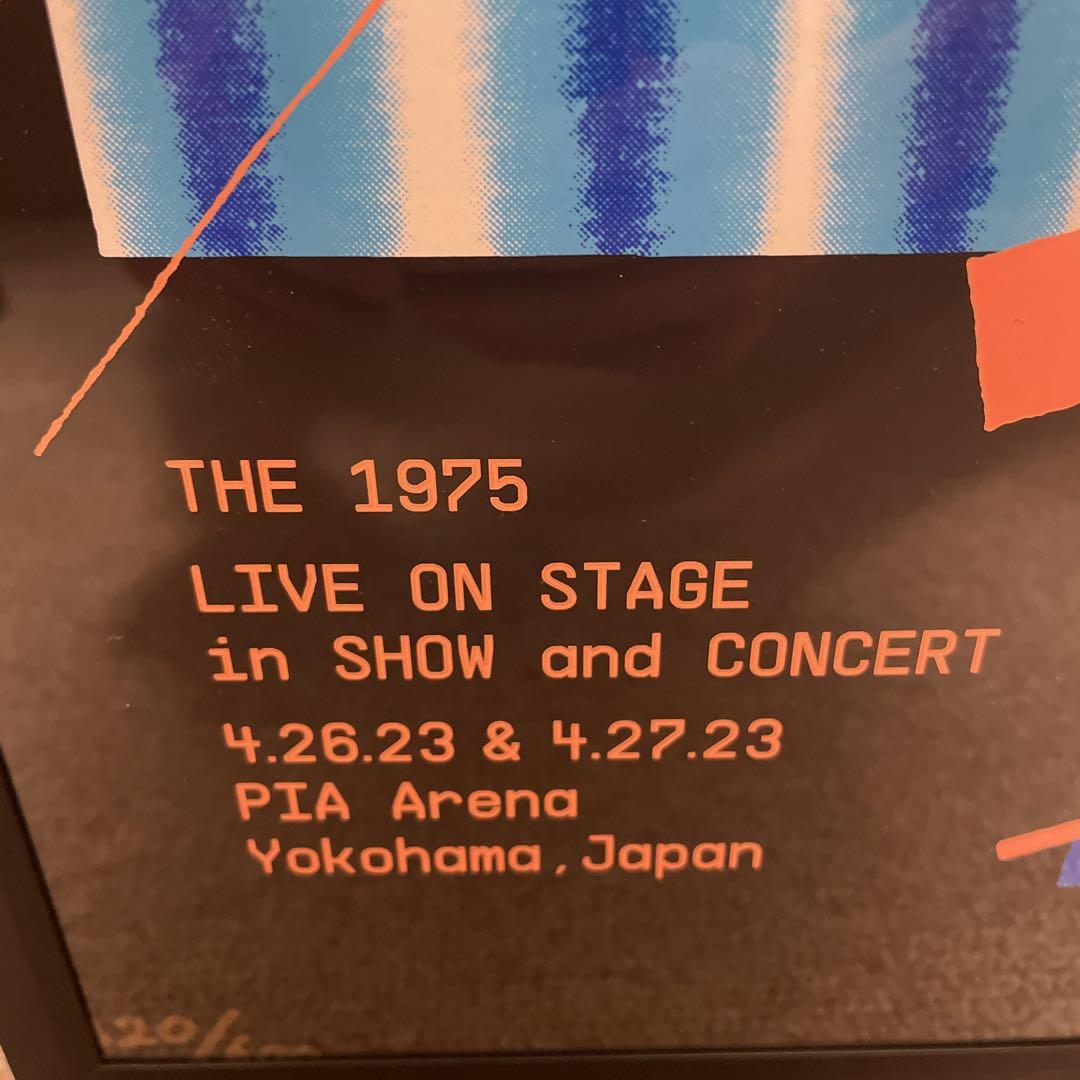 THE 1975
LIVE ON STAGE
in SHOW and CONCERT
4.26.23 & 4.27.23
PIA Arena
Yokohama, Japan